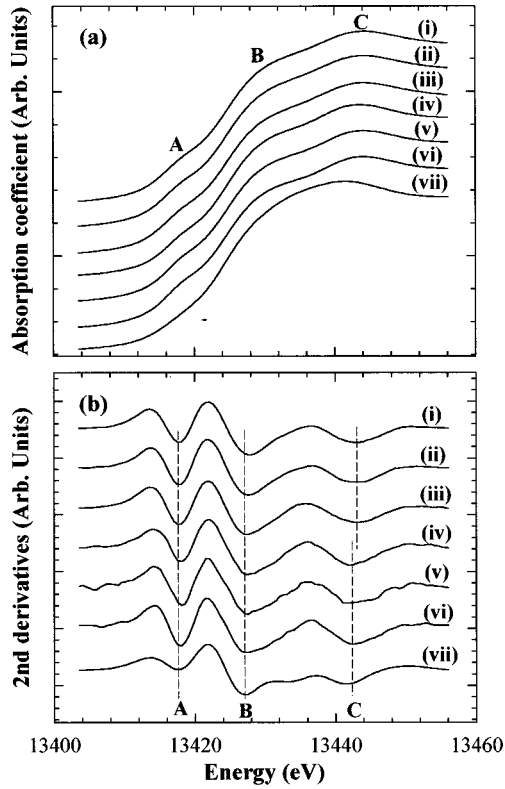 Absorption coefficient (Arb. Units)
(a)
A
B
C
(i)
(ii)
(iii)
(iv)
(v)
(vi)
(vii)
2nd derivatives (Arb. Units)
(b)
(i)
(ii)
(iii)
(iv)
(v)
(vi)
(vii)
A
B
C
13400 13420 13440 13460
Energy (eV)